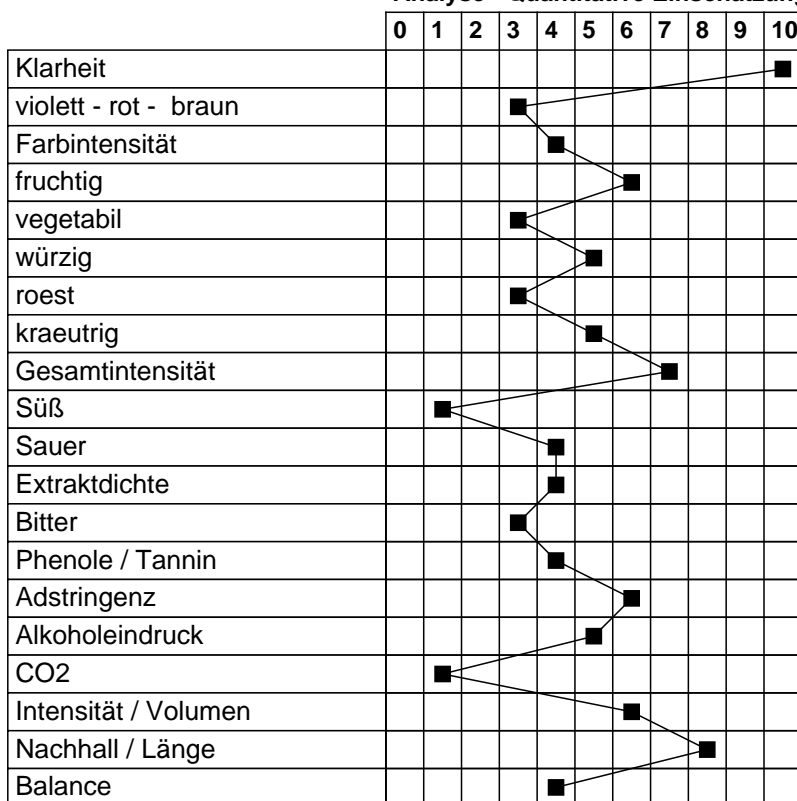 0 1 2 3 4 5 6 7 8 9 10
Klarheit
violett - rot - braun
Farbintensität
fruchtig
vegetabil
würzig
roest
kraeutrig
Gesamtintensität
Süß
Sauer
Extraktdichte
Bitter
Phenole / Tannin
Adstringenz
Alkoholeindruck
CO2
Intensität / Volumen
Nachhall / Länge
Balance